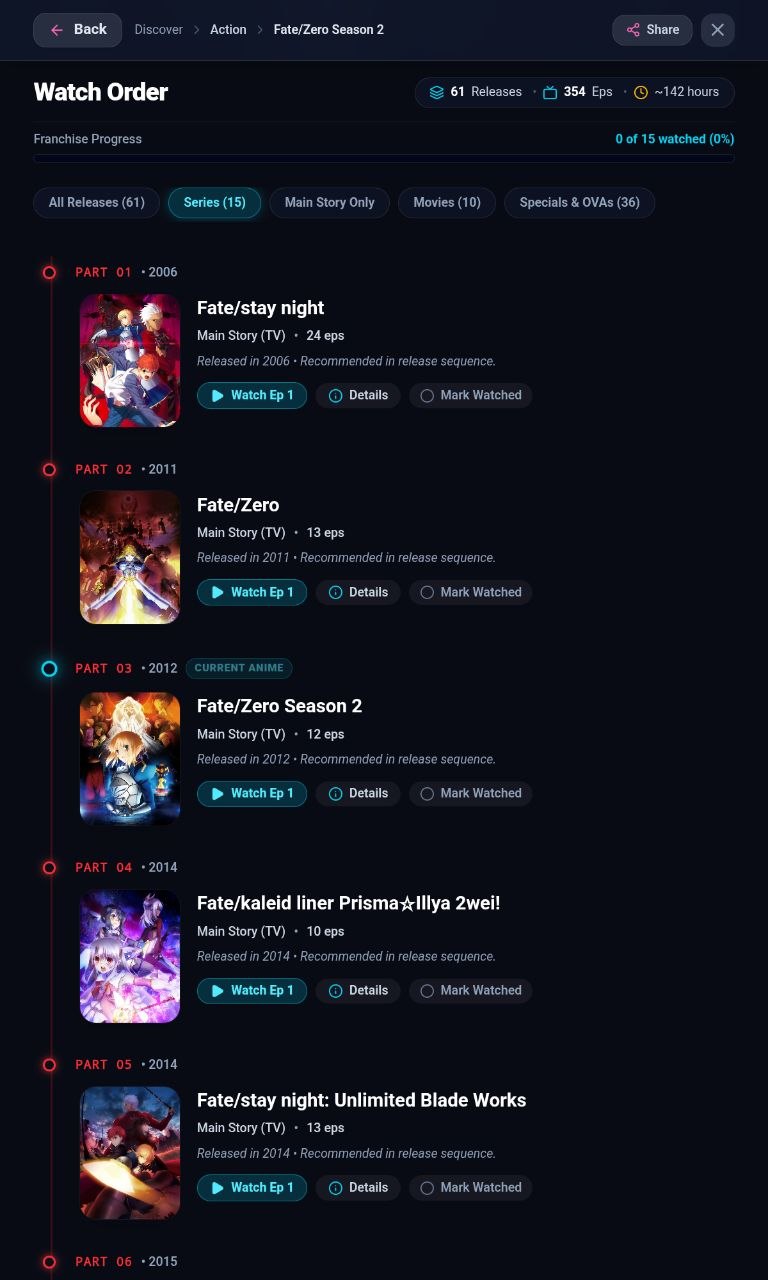 Back Discover Action Fate/Zero Season 2 Share
Watch Order 61 Releases • 354 Eps • ~142 hours
Franchise Progress 0 of 15 watched (0%)
All Releases (61) Series (15) Main Story Only Movies (10) Specials & OVAs (36)
PART 01 • 2006
Fate/stay night
Main Story (TV) • 24 eps
Released in 2006 • Recommended in release sequence.
Watch Ep 1 Details Mark Watched
PART 02 • 2011
Fate/Zero
Main Story (TV) • 13 eps
Released in 2011 • Recommended in release sequence.
Watch Ep 1 Details Mark Watched
PART 03 • 2012 CURRENT ANIME
Fate/Zero Season 2
Main Story (TV) • 12 eps
Released in 2012 • Recommended in release sequence.
Watch Ep 1 Details Mark Watched
PART 04 • 2014
Fate/kaleid liner Prisma☆Illya 2wei!
Main Story (TV) • 10 eps
Released in 2014 • Recommended in release sequence.
Watch Ep 1 Details Mark Watched
PART 05 • 2014
Fate/stay night: Unlimited Blade Works
Main Story (TV) • 13 eps
Released in 2014 • Recommended in release sequence.
Watch Ep 1 Details Mark Watched
PART 06 • 2015